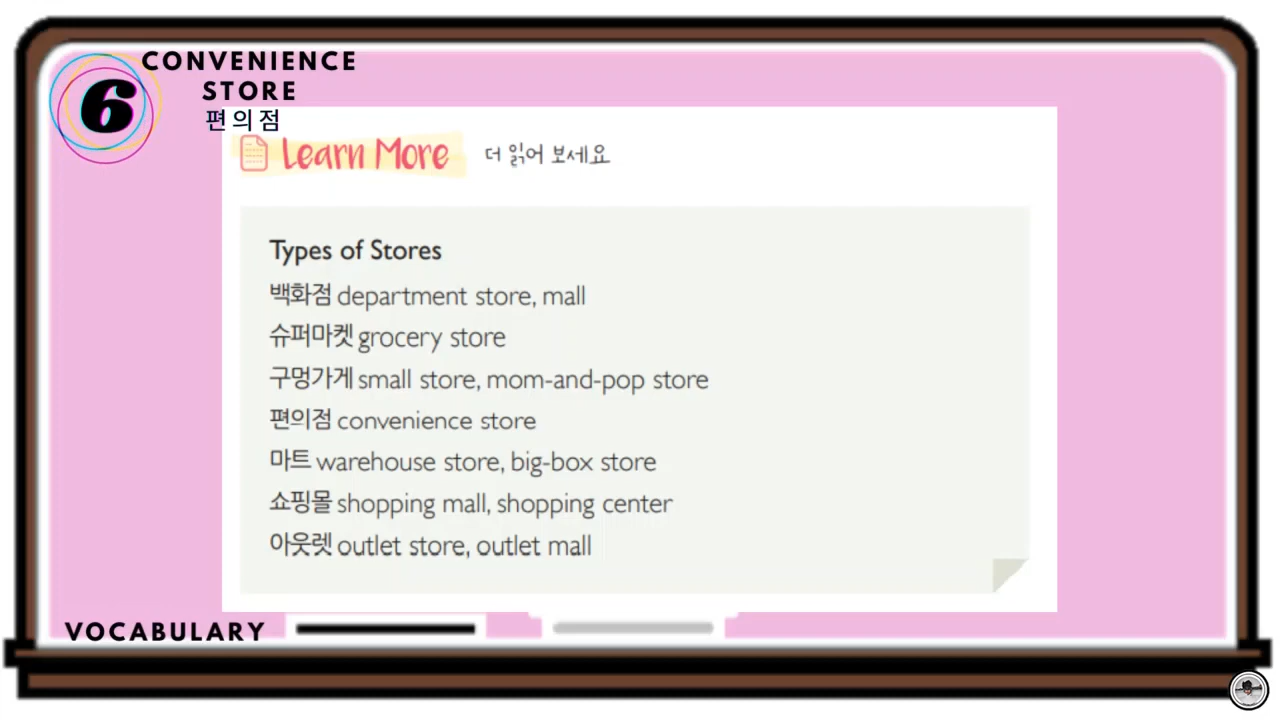 6
CONVENIENCE
STORE
편의점
Learn More 더 읽어 보세요
Types of Stores
백화점 department store, mall
슈퍼마켓 grocery store
구멍가게 small store, mom-and-pop store
편의점 convenience store
마트 warehouse store, big-box store
쇼핑몰 shopping mall, shopping center
아웃렛 outlet store, outlet mall
VOCABULARY